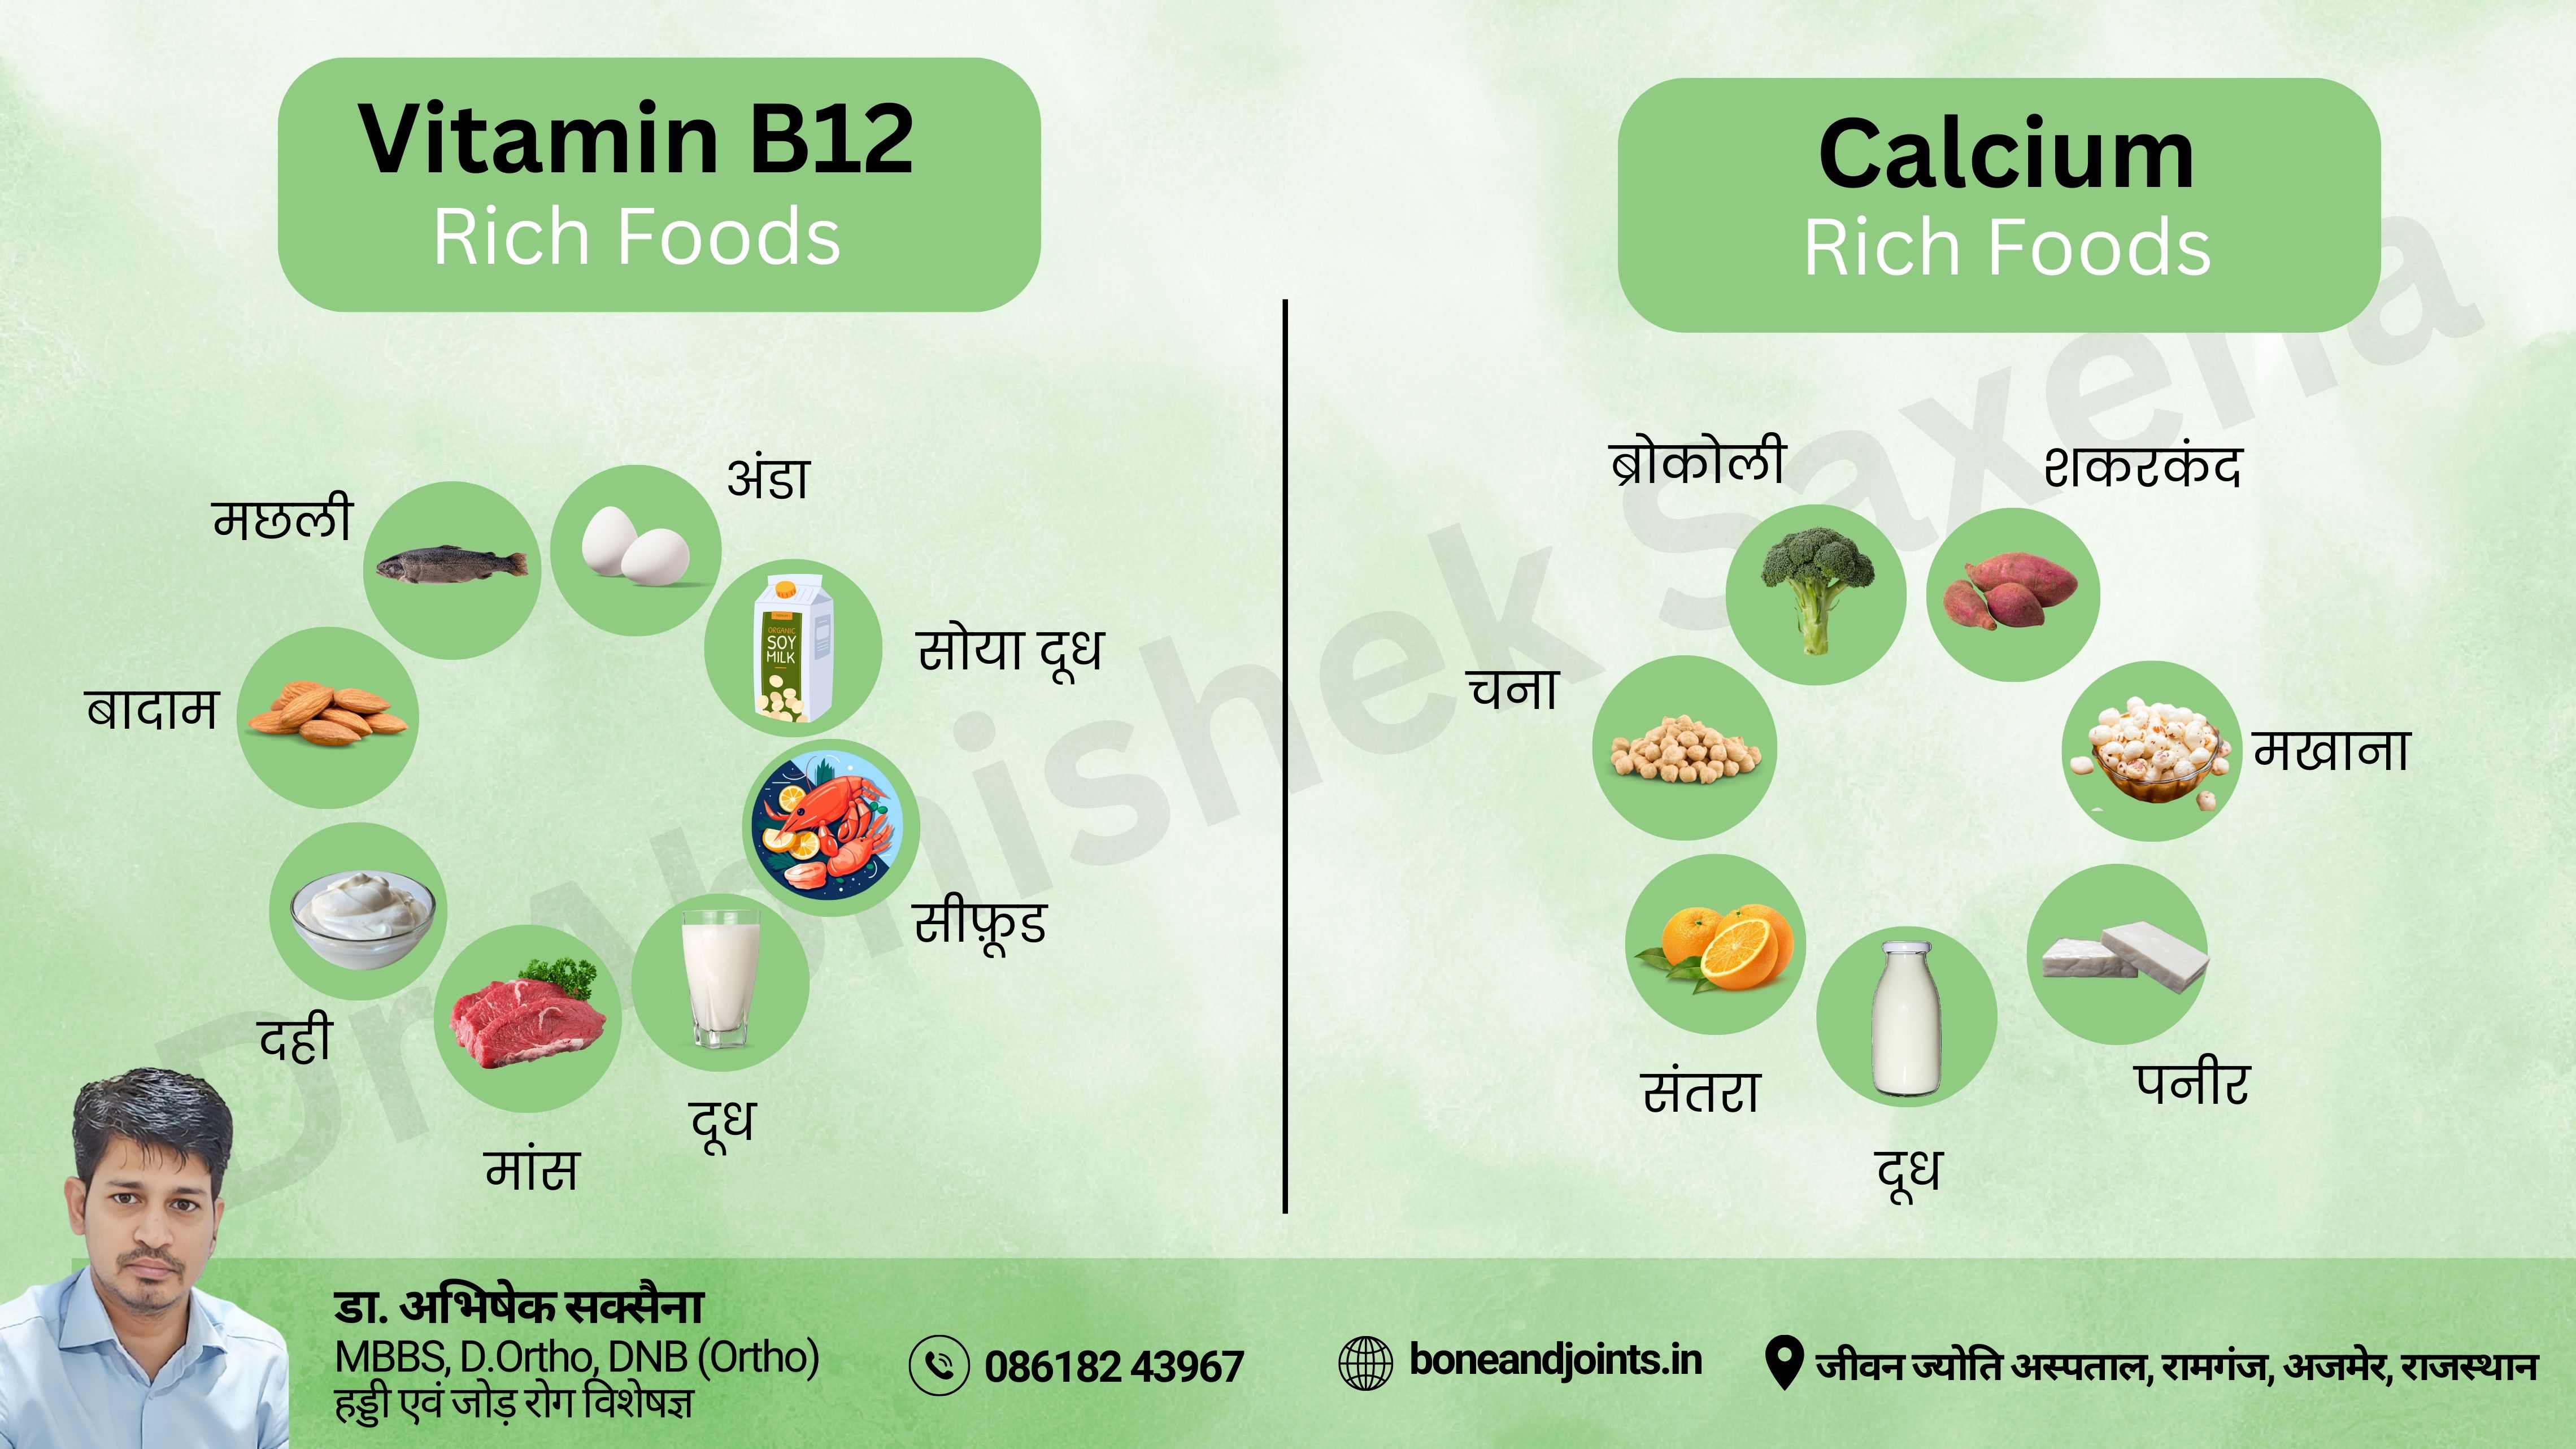 Vitamin B12
Rich Foods
Calcium
Rich Foods
मछली
अंडा
सोया दूध
बादाम
सीफ़ूड
दही
दूध
मांस
ORGANIC
SOY
MILK
ब्रोकोली
शकरकंद
चना
मखाना
संतरा
पनीर
दूध
Dr Abhishek Saxena
डा. अभिषेक सक्सैना
MBBS, D.Ortho, DNB (Ortho)
हड्डी एवं जोड़ रोग विशेषज्ञ
086182 43967
boneandjoints.in
जीवन ज्योति अस्पताल, रामगंज, अजमेर, राजस्थान